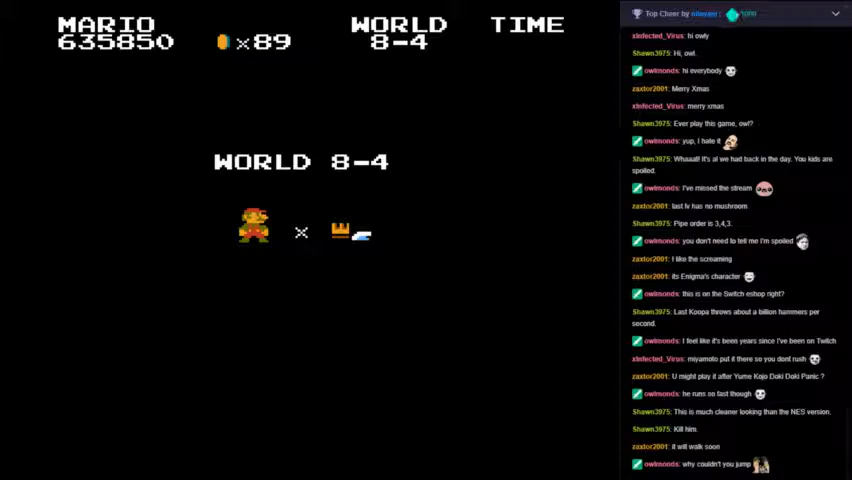 MARIO
635850
×89
WORLD
8-4
TIME
WORLD 8-4
×
Top Cheer by
xInfected_Virus: hi owly
Shawn3975: Hi, owl.
owlmonds: hi everybody
zaxtor2001: Merry Xmas
xInfected_Virus: merry xmas
Shawn3975: Ever play this game, owl?
owlmonds: yup, I hate it
Shawn3975: Whaaat! It's al we had back in the day. You kids are
spoiled.
owlmonds: I've missed the stream
zaxtor2001: last lv has no mushroom
Shawn3975: Pipe order is 3,4,3.
owlmonds: you don't need to tell me I'm spoiled
zaxtor2001: I like the screaming
zaxtor2001: its Enigma's character
owlmonds: this is on the Switch eshop right?
Shawn3975: Last Koopa throws about a billion hammers per
second.
owlmonds: I feel like it's been years since I've been on Twitch
xInfected_Virus: miyamoto put it there so you dont rush
zaxtor2001: U might play it after Yume Kojo Doki Doki Panic ?
owlmonds: he runs so fast though
Shawn3975: This is much cleaner looking than the NES version.
Shawn3975: Kill him.
zaxtor2001: it will walk soon
owlmonds: why couldn't you jump